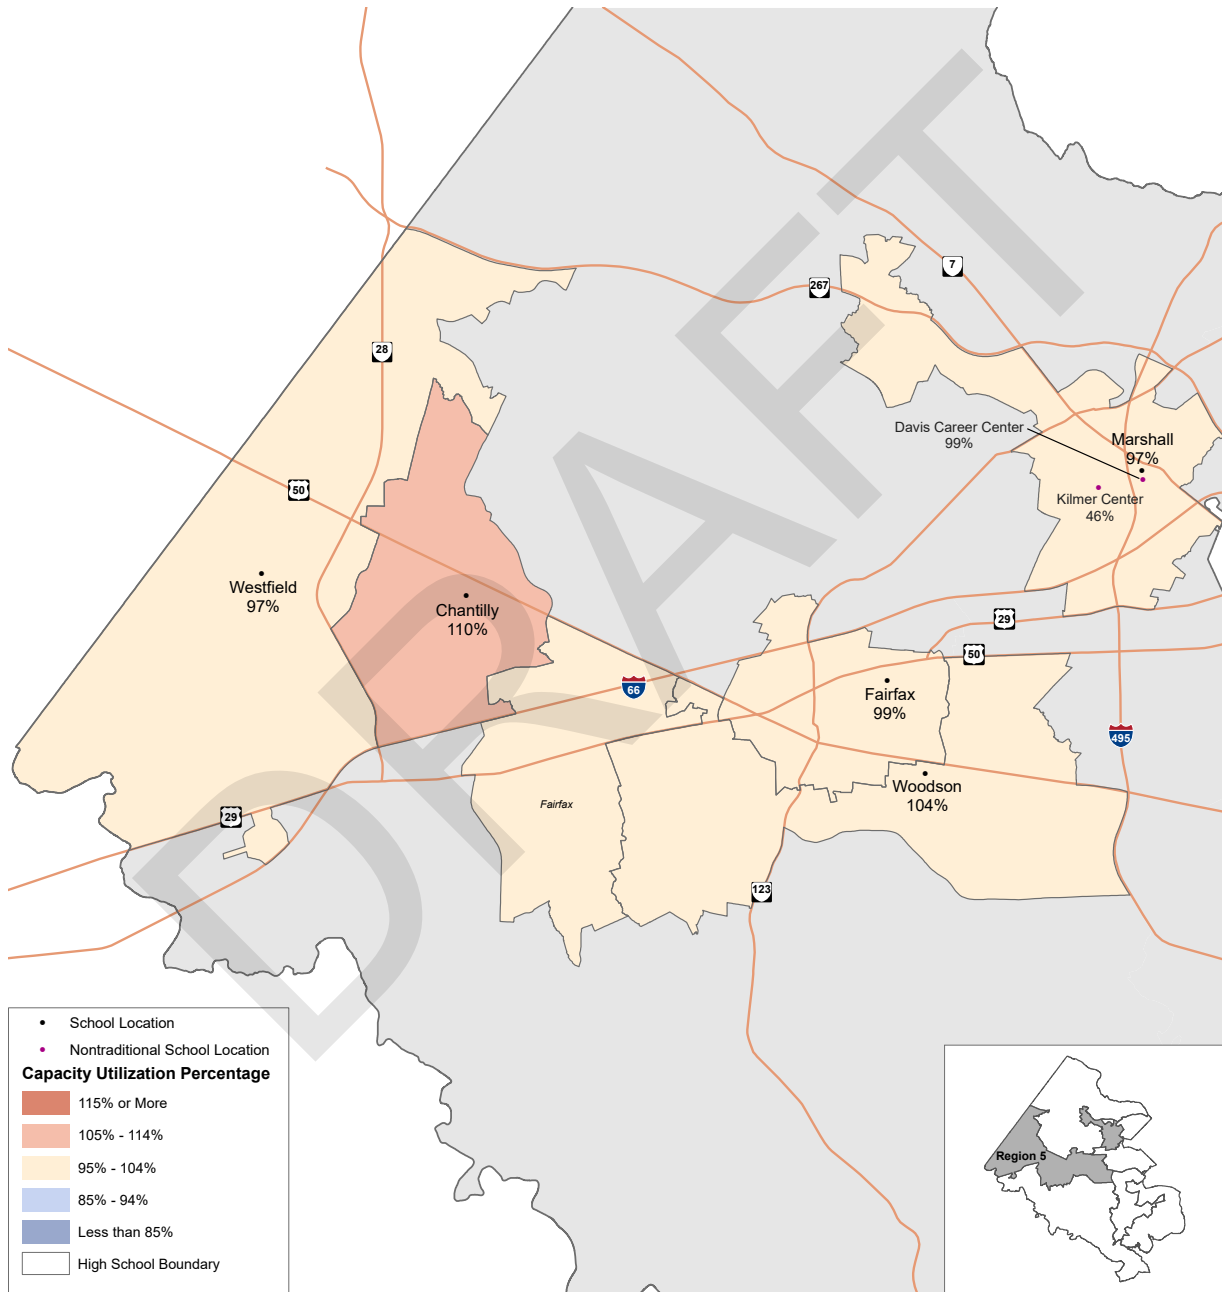 7
267
28
Davis Career Center
99%
Marshall
97%
50
Kilmer Center
46%
Westfield
97%
Chantilly
110%
29
50
66
Fairfax
99%
495
Woodson
104%
Fairfax
29
123
DRAFT
School Location
Nontraditional School Location
Capacity Utilization Percentage
115% or More
105% - 114%
95% - 104%
85% - 94%
Less than 85%
High School Boundary
Region 5